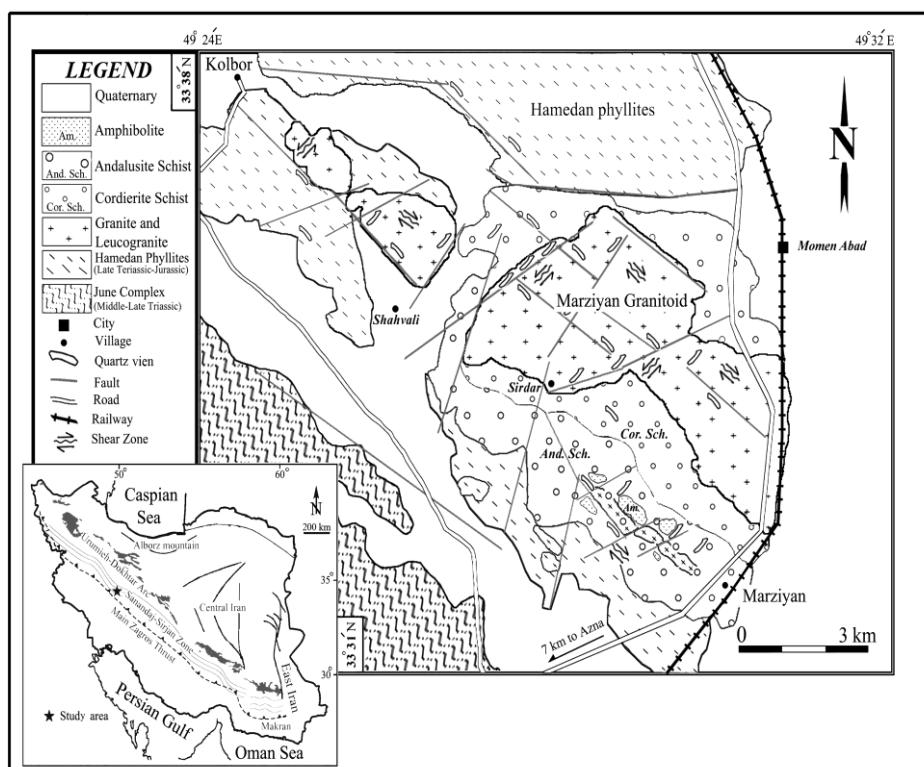 49° 24′ E
49° 32′ E
33° 38′ N
LEGEND
Quaternary
Am.
Amphibolite
And. Sch.
Andalusite Schist
Cor. Sch.
Cordierite Schist
Granite and
Leucogranite
Hamedan Phyllites
(Late Teriassic-Jurassic)
June Complex
(Middle-Late Triassic)
City
Village
Quartz vien
Fault
Road
Railway
Shear Zone
Kolbor
Hamedan phyllites
N
Momen Abad
Shahvali
Marziyan Granitoid
Sirdar
Cor. Sch.
And. Sch.
Am.
Marziyan
0 3 km
7 km to Azna
33° 31′ N
50°
60°
Caspian
Sea
N
200 km
Alborz mountain
Urumieh-Dokhtar Arc
Sanandaj-Sirjan Zone
Main Zagros Thrust
Central Iran
East Iran
35
30
Persian Gulf
Makran
Study area
Oman Sea